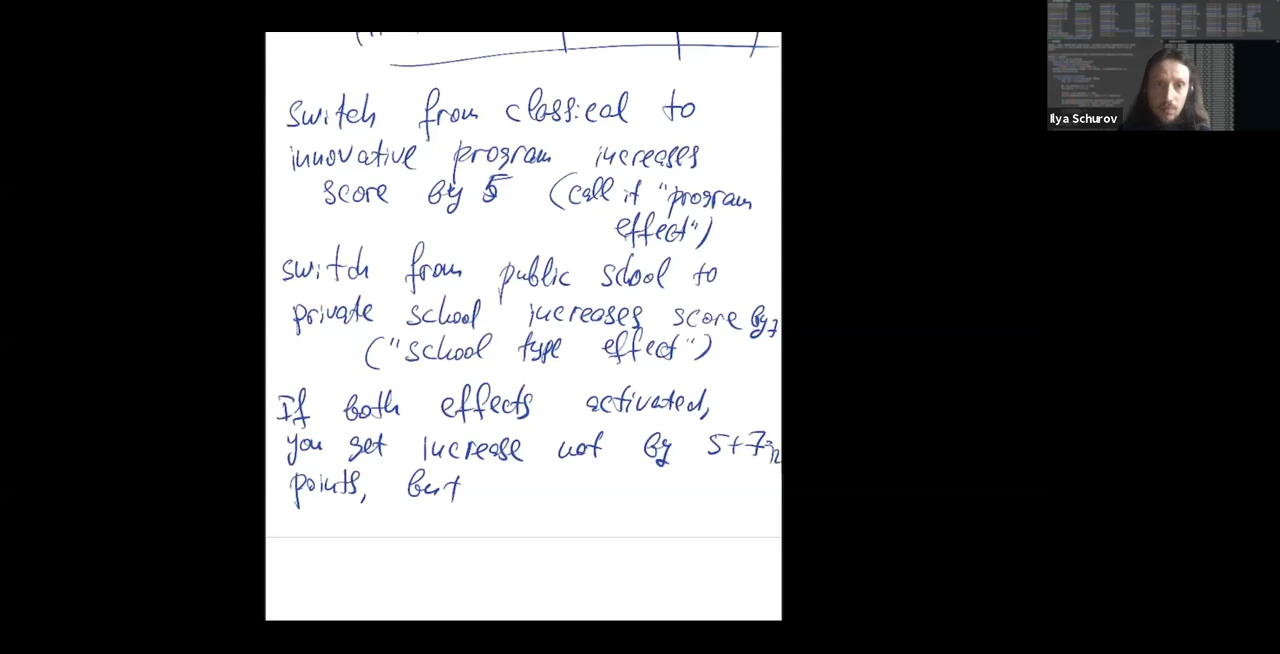 switch from classical to
innovative program increases
score by 5 (call it "program
effect")
switch from public school to
private school increases score by 7
("school type effect")
If both effects activated,
you get increase not by 5+7=12
points, but
Ilya Schurov